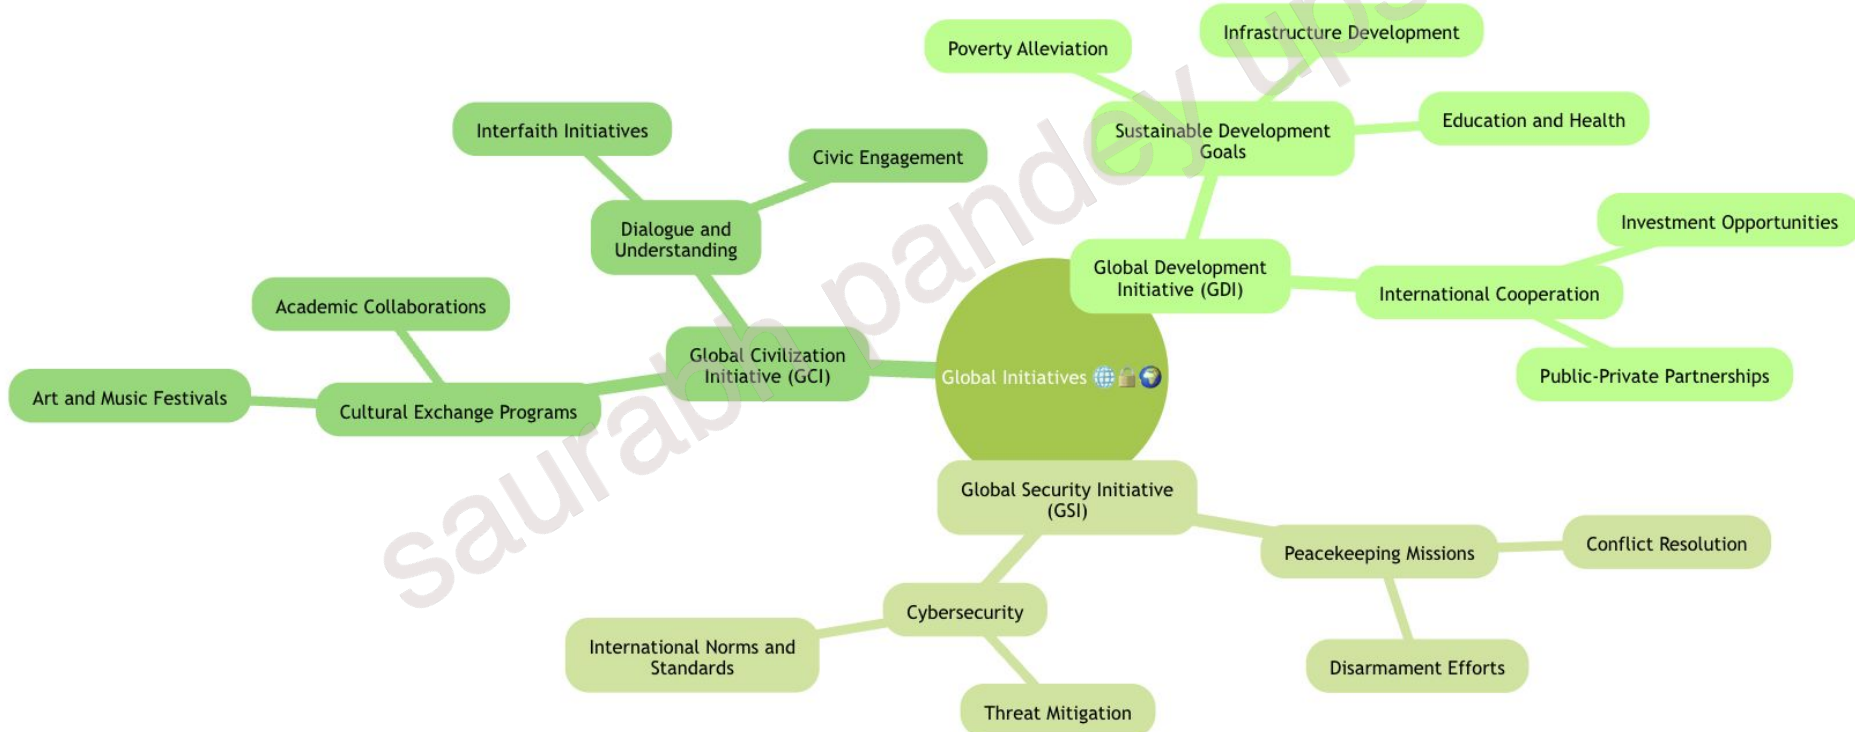 Infrastructure Development
Poverty Alleviation
Education and Health
Sustainable Development
Goals
Interfaith Initiatives
Civic Engagement
Investment Opportunities
Dialogue and
Understanding
Global Development
Initiative (GDI)
International Cooperation
Academic Collaborations
Global Civilization
Initiative (GCI)
Global Initiatives 🌐🔒🌍
Public-Private Partnerships
Art and Music Festivals
Cultural Exchange Programs
Global Security Initiative
(GSI)
Peacekeeping Missions
Conflict Resolution
Cybersecurity
International Norms and
Standards
Disarmament Efforts
Threat Mitigation
saurabh pandey ups